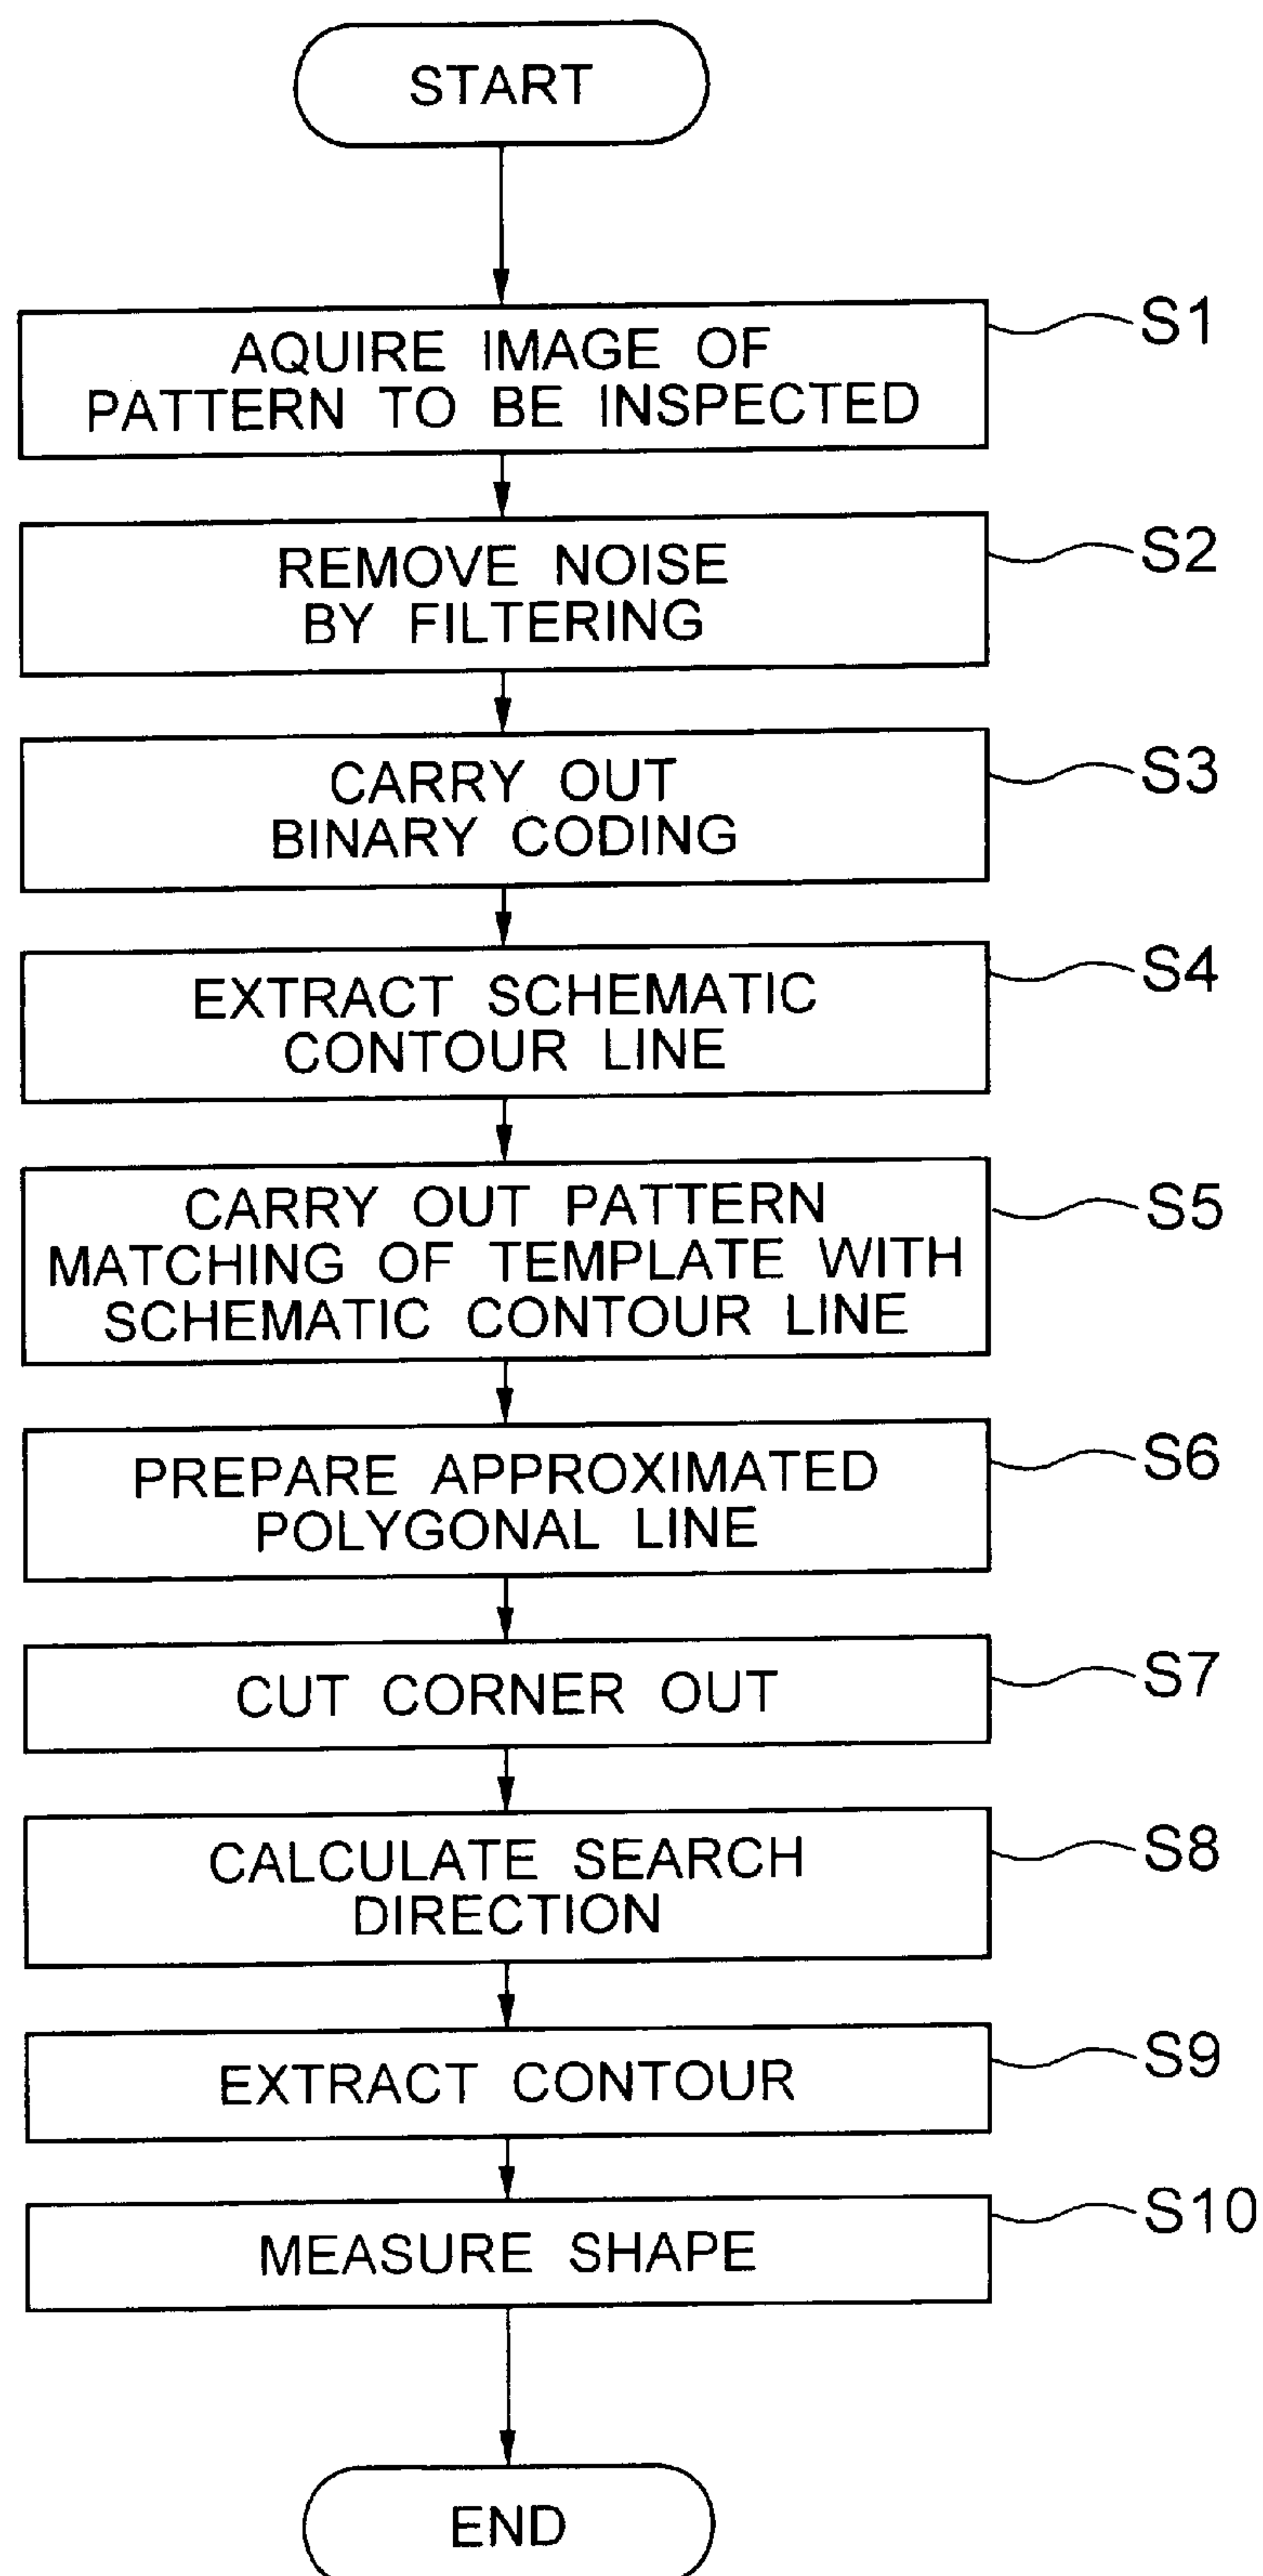 START
AQUIRE IMAGE OF
PATTERN TO BE INSPECTED
S1
REMOVE NOISE
BY FILTERING
S2
CARRY OUT
BINARY CODING
S3
EXTRACT SCHEMATIC
CONTOUR LINE
S4
CARRY OUT PATTERN
MATCHING OF TEMPLATE WITH
SCHEMATIC CONTOUR LINE
S5
PREPARE APPROXIMATED
POLYGONAL LINE
S6
CUT CORNER OUT
S7
CALCULATE SEARCH
DIRECTION
S8
EXTRACT CONTOUR
S9
MEASURE SHAPE
S10
END